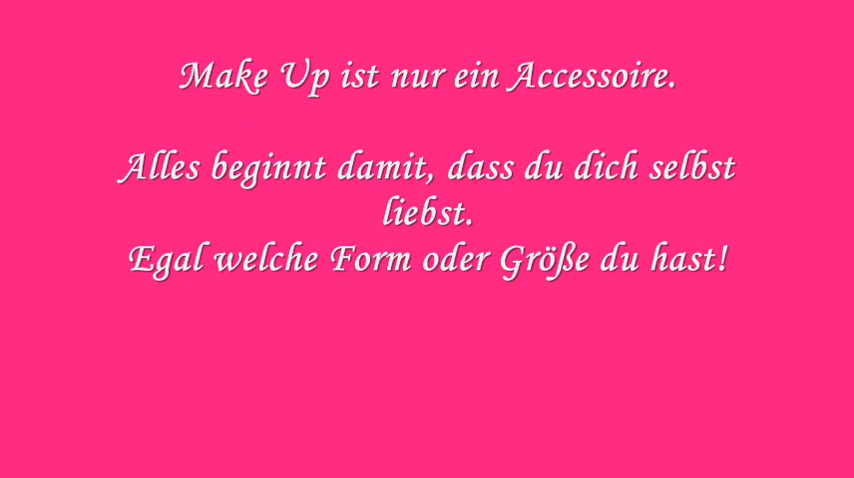 Make Up ist nur ein Accessoire.
Alles beginnt damit, dass du dich selbst
liebst.
Egal welche Form oder Größe du hast!